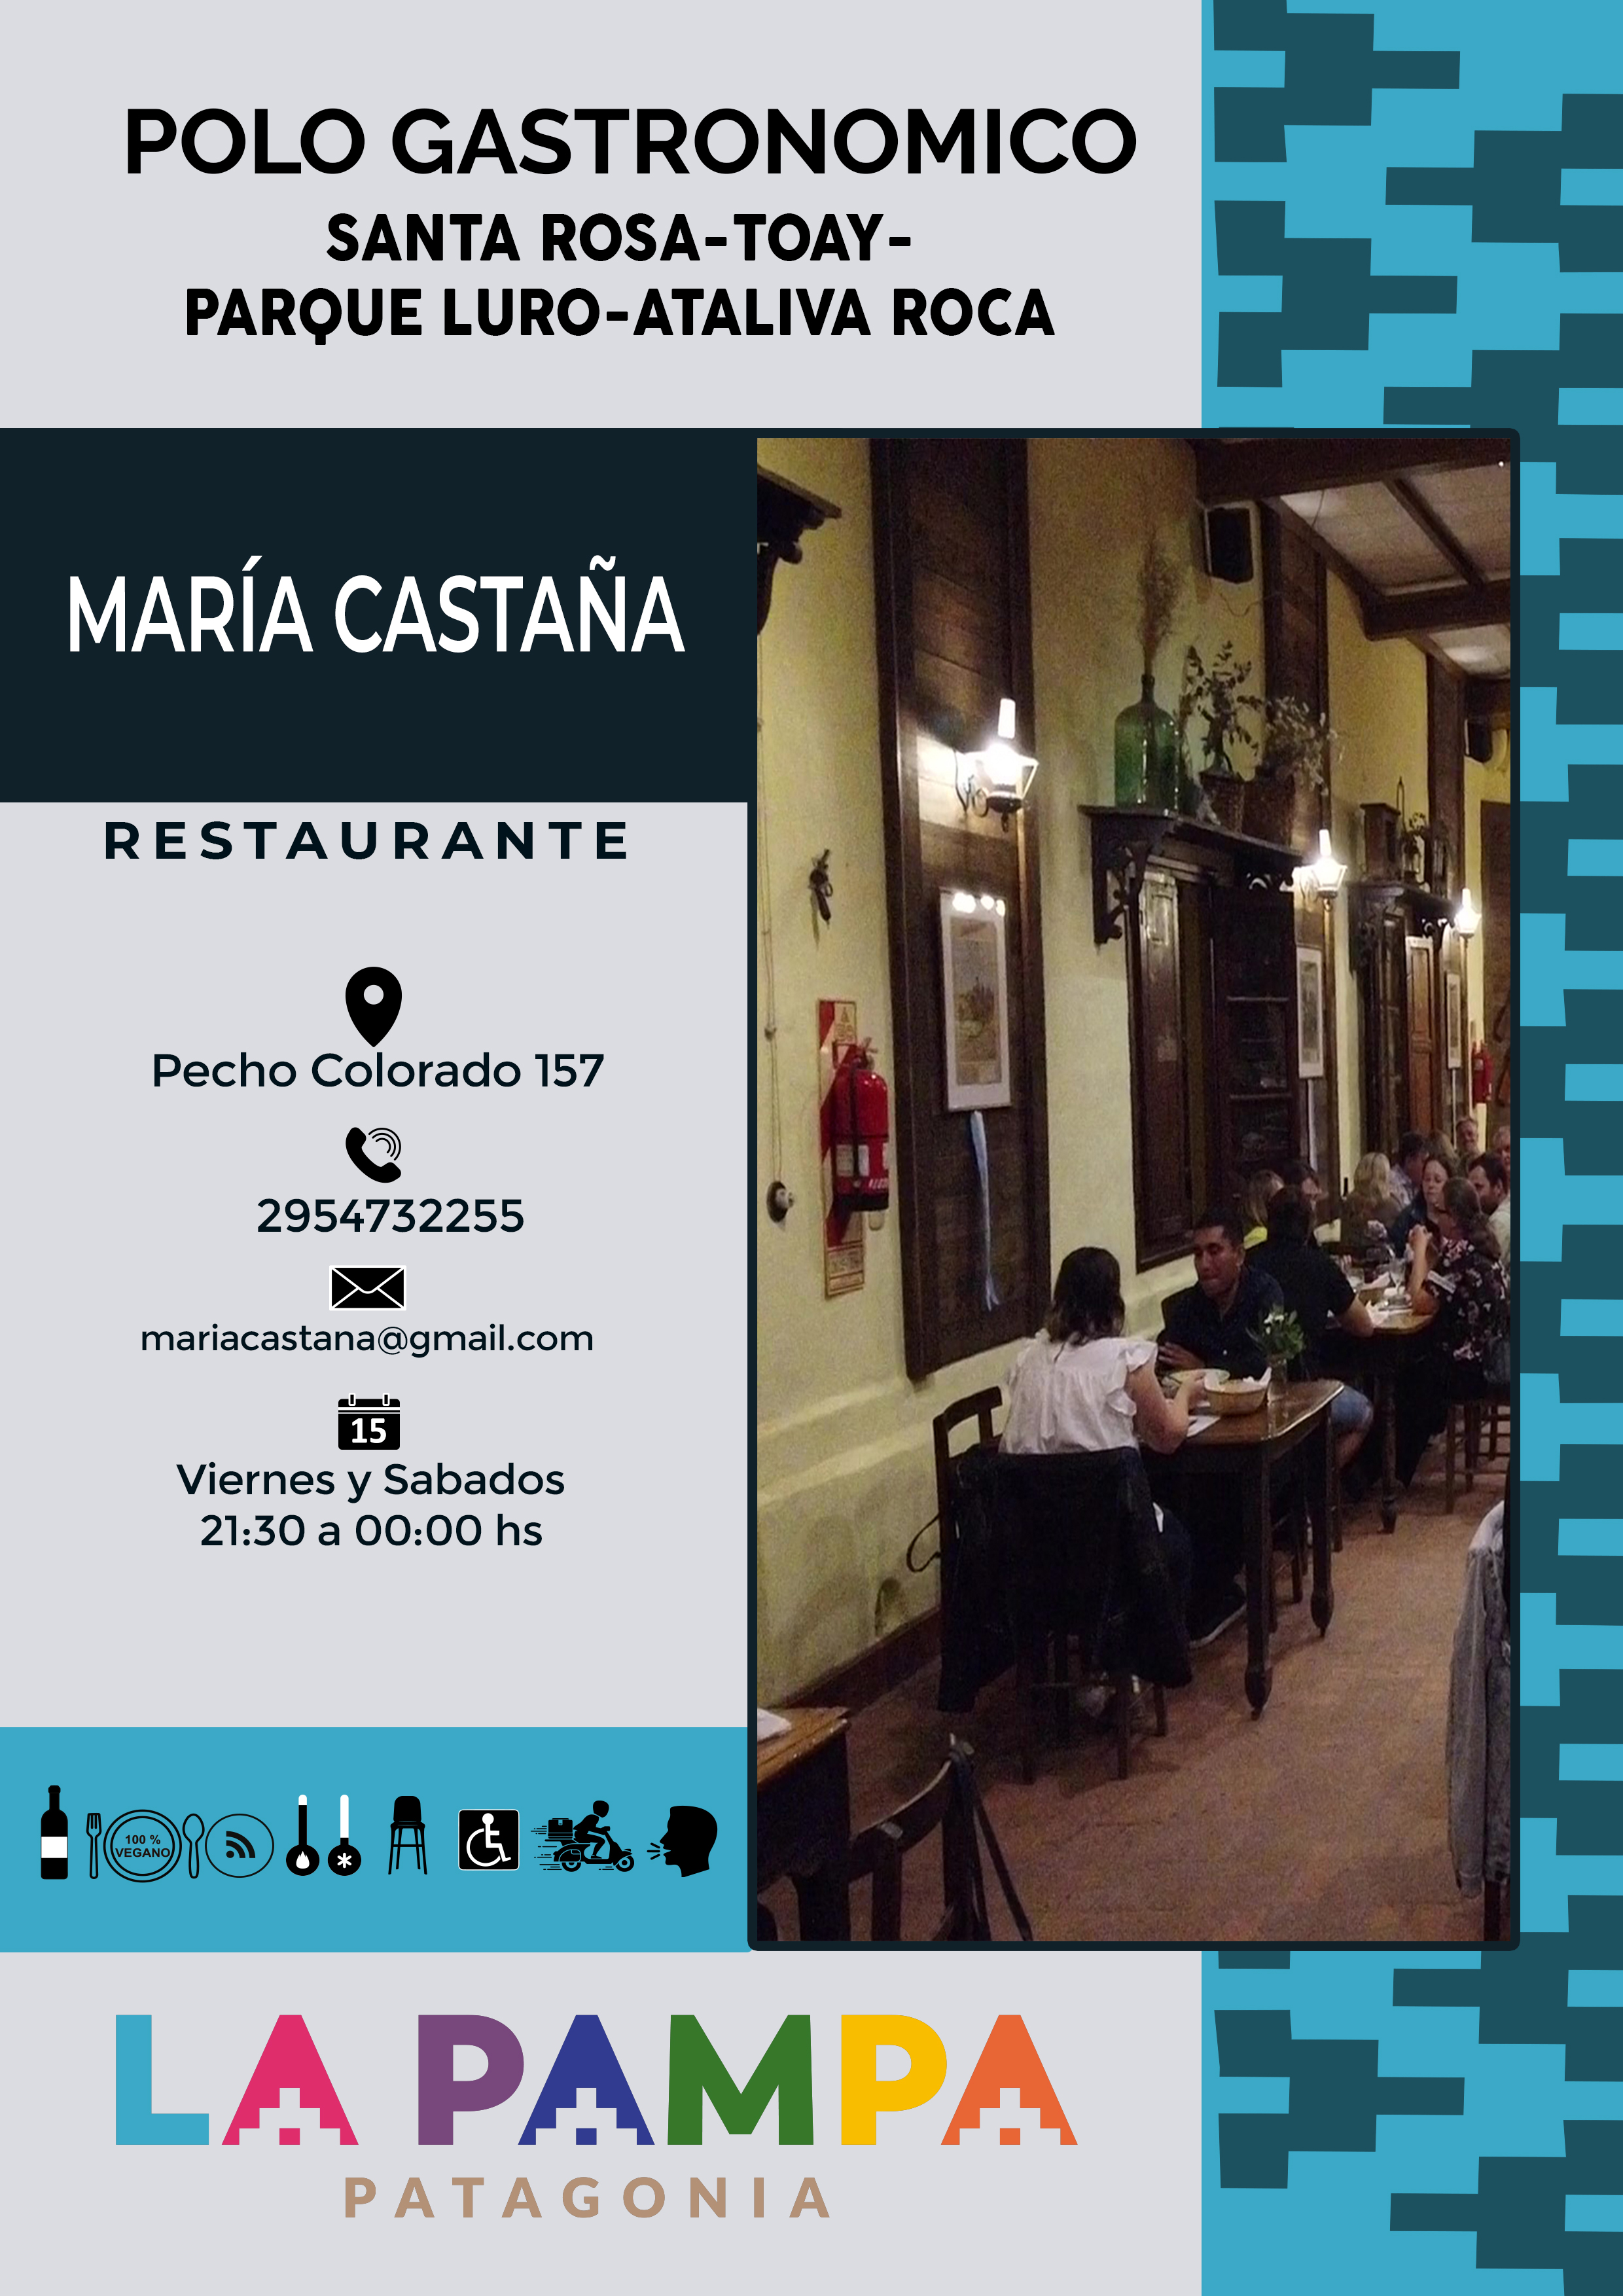 POLO GASTRONOMICO
SANTA ROSA-TOAY-
PARQUE LURO-ATALIVA ROCA
MARÍA CASTAÑA
RESTAURANTE
Pecho Colorado 157
2954732255
mariacastana@gmail.com
15
Viernes y Sabados
21:30 a 00:00 hs
100 %
VEGANO
LA PAMPA
PATAGONIA